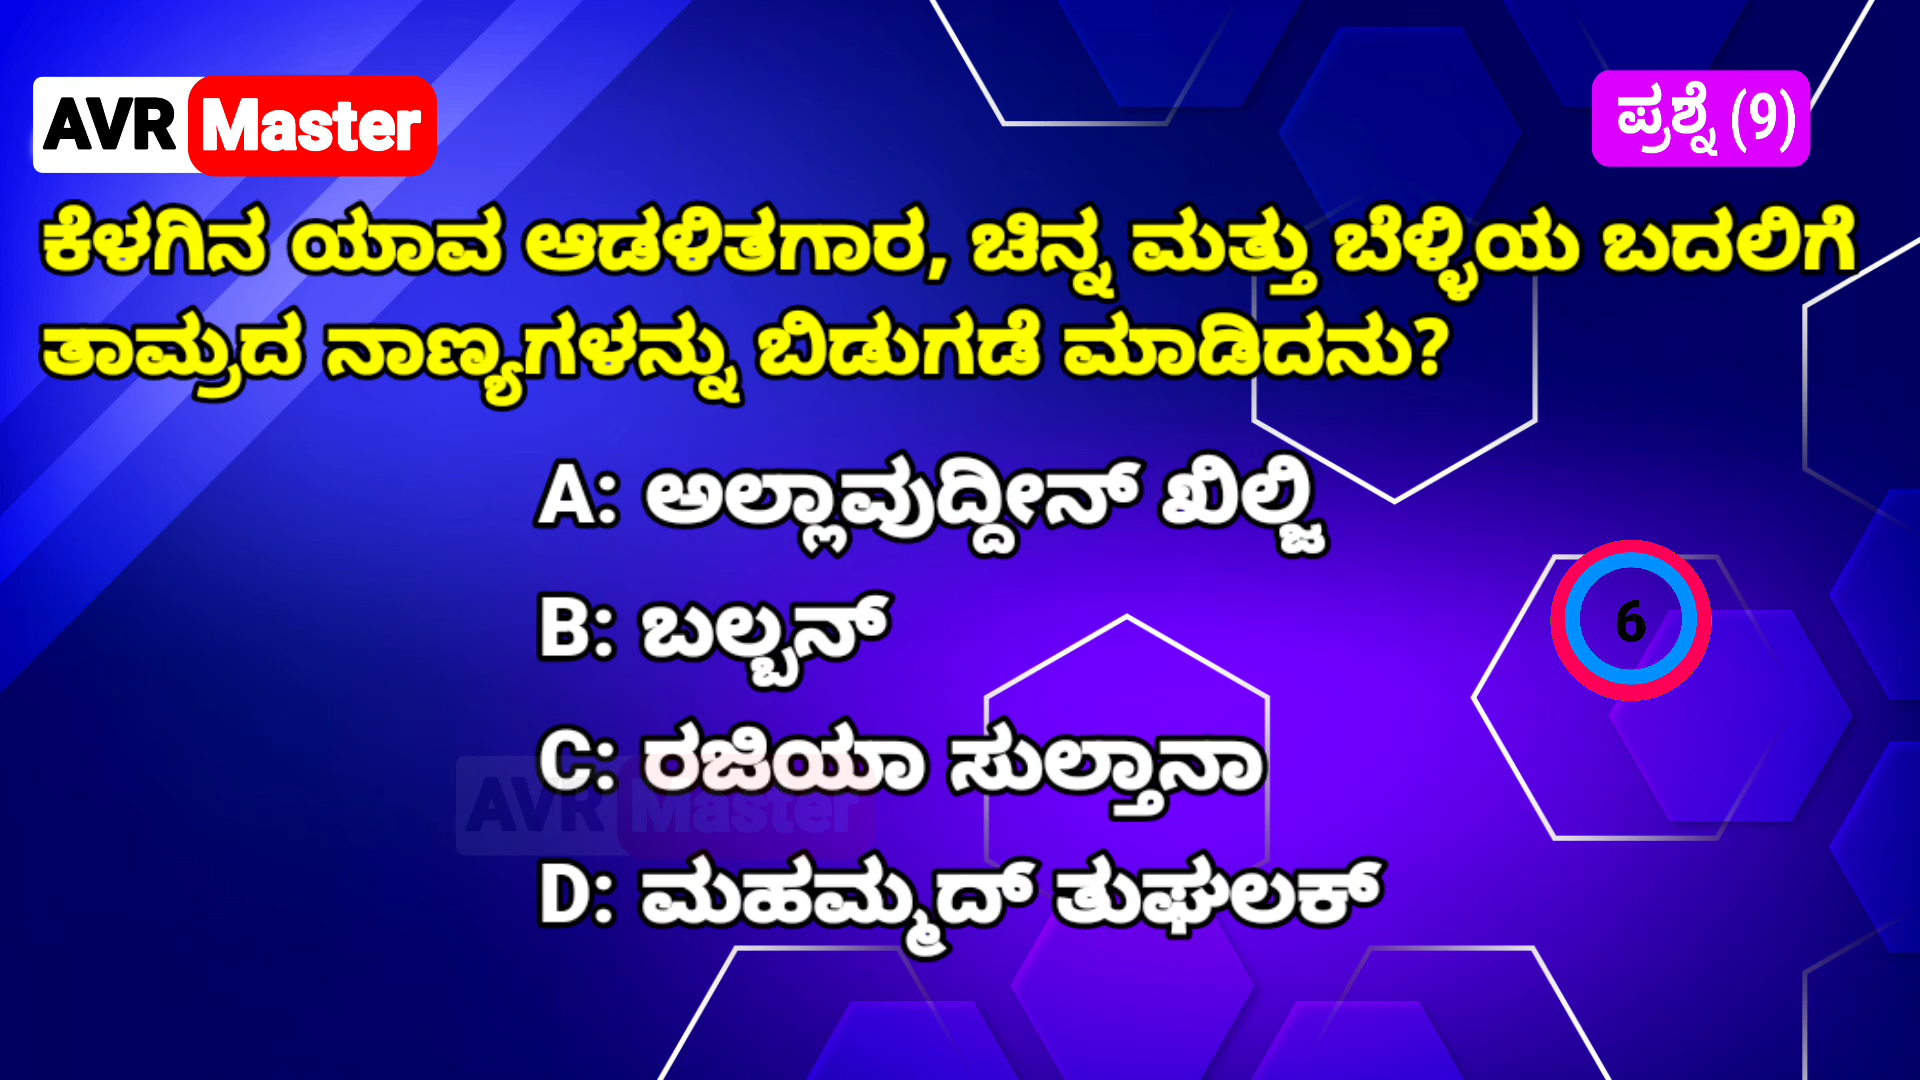 AVR Master
ಪ್ರಶ್ನೆ (9)
ಕೆಳಗಿನ ಯಾವ ಆಡಳಿತಗಾರ, ಚಿನ್ನ ಮತ್ತು ಬೆಳ್ಳಿಯ ಬದಲಿಗೆ
ತಾಮ್ರದ ನಾಣ್ಯಗಳನ್ನು ಬಿಡುಗಡೆ ಮಾಡಿದನು?
A: ಅಲ್ಲಾವುದ್ದೀನ್ ಖಿಲ್ಜಿ
B: ಬಲ್ಬನ್
6
C: ರಜಿಯಾ ಸುಲ್ತಾನಾ
AVR Master
D: ಮಹಮ್ಮದ್ ತುಘಲಕ್